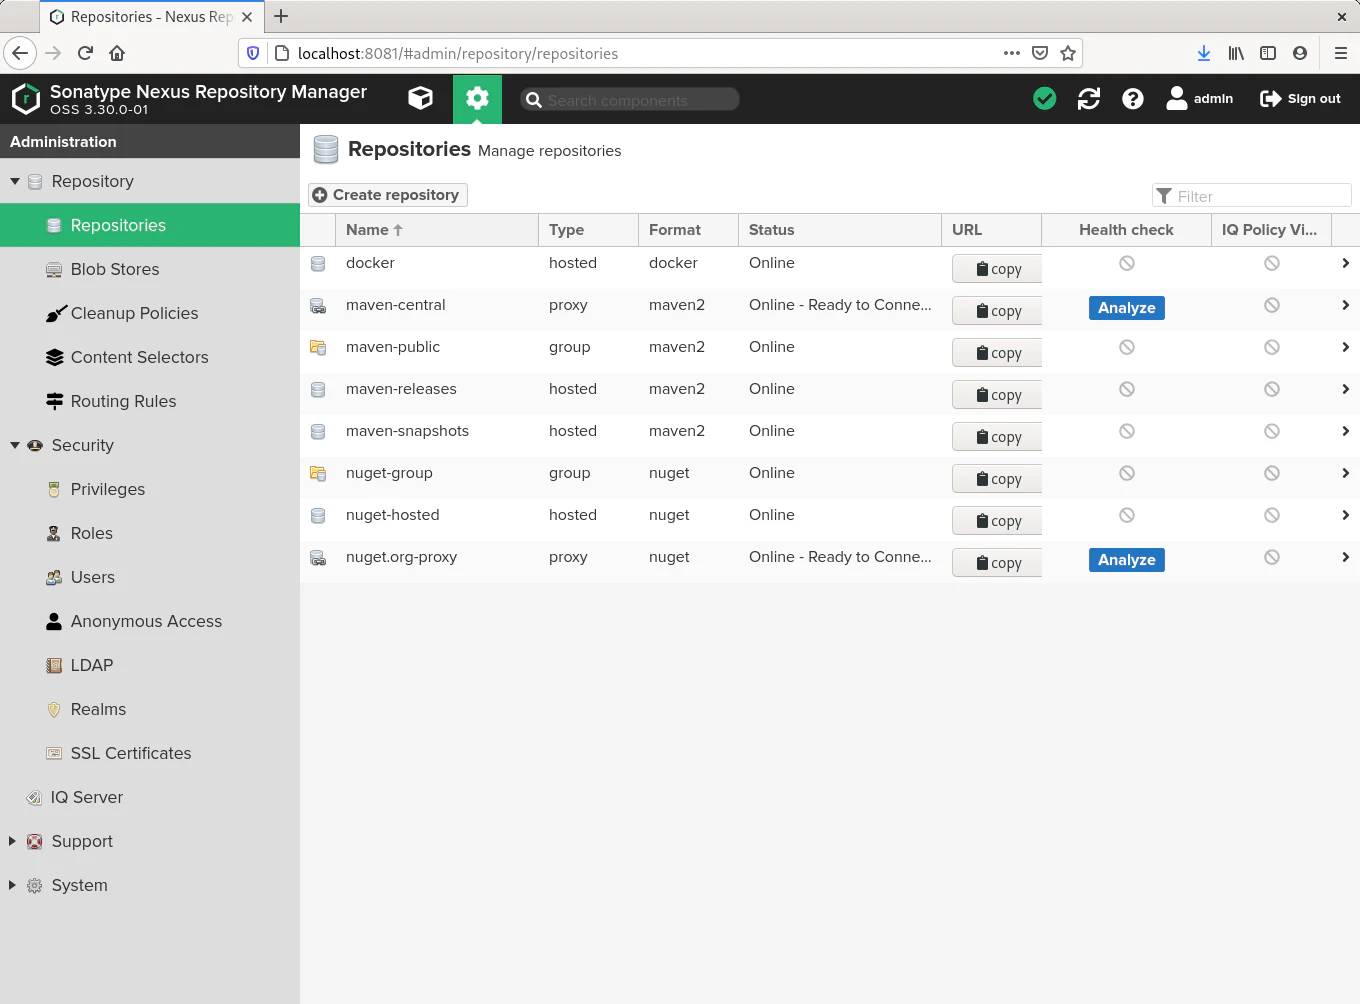 Repositories - Nexus Rep
localhost:8081/#admin/repository/repositories
Sonatype Nexus Repository Manager
OSS 3.30.0-01
Search components
admin
Sign out
Administration
Repository
Repositories
Blob Stores
Cleanup Policies
Content Selectors
Routing Rules
Security
Privileges
Roles
Users
Anonymous Access
LDAP
Realms
SSL Certificates
IQ Server
Support
System
Repositories Manage repositories
Create repository
Filter
Name Type Format Status URL Health check IQ Policy Vi...
docker hosted docker Online copy
maven-central proxy maven2 Online - Ready to Conne... copy Analyze
maven-public group maven2 Online copy
maven-releases hosted maven2 Online copy
maven-snapshots hosted maven2 Online copy
nuget-group group nuget Online copy
nuget-hosted hosted nuget Online copy
nuget.org-proxy proxy nuget Online - Ready to Conne... copy Analyze